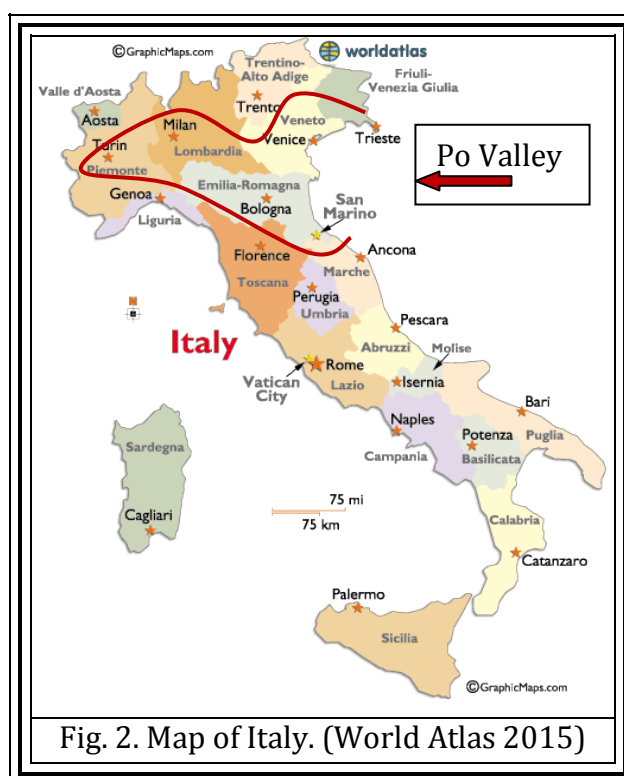 ©GraphicMaps.com
worldatlas
Trentino-
Alto Adige
Friuli-
Venezia Giulia
Valle d'Aosta
Aosta
Trento
Milan
Veneto
Venice
Trieste
Turin
Lombardia
Piemonte
Po Valley
Genoa
Emilia-Romagna
Bologna
San
Marino
Liguria
Florence
Ancona
Marche
Toscana
Perugia
Umbria
N
Italy
Pescara
Abruzzi
Molise
Rome
Vatican
City
Lazio
Isernia
Bari
Naples
Potenza
Puglia
Campania
Basilicata
Sardegna
75 mi
75 km
Cagliari
Calabria
Catanzaro
Palermo
Sicilia
©GraphicMaps.com
Fig. 2. Map of Italy. (World Atlas 2015)